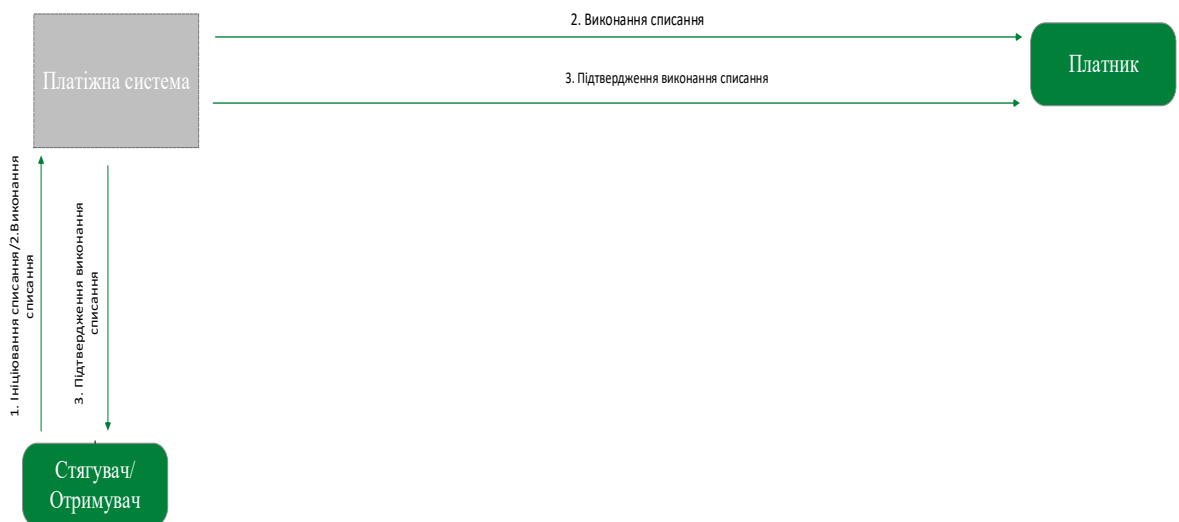 2. Виконання списання
Платіжна система
3. Підтвердження виконання списання
Платник
1. Ініціювання списання/2.Виконання
списання
3. Підтвердження виконання
списання
Стягувач/
Отримувач